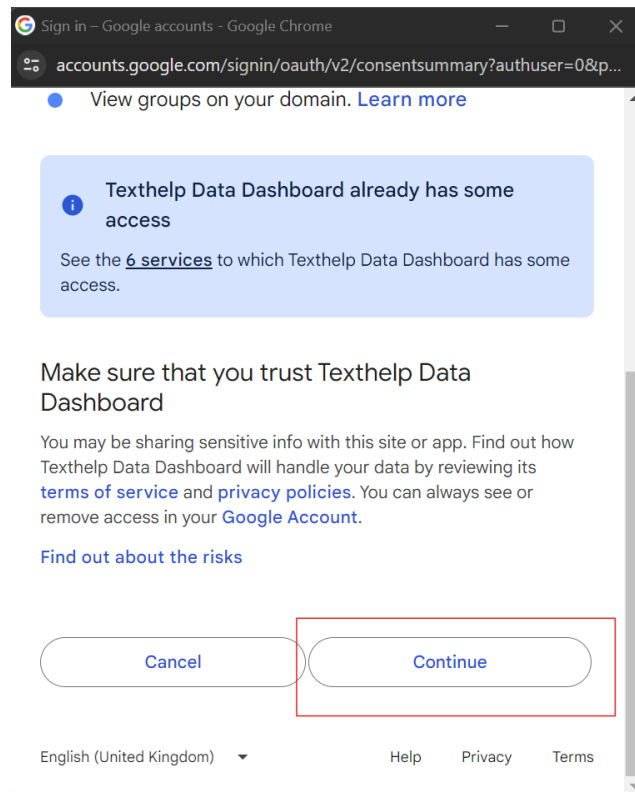 Sign in – Google accounts - Google Chrome
accounts.google.com/signin/oauth/v2/consentsummary?authuser=0&p...
View groups on your domain. Learn more
Texthelp Data Dashboard already has some
access
See the 6 services to which Texthelp Data Dashboard has some
access.
Make sure that you trust Texthelp Data
Dashboard
You may be sharing sensitive info with this site or app. Find out how
Texthelp Data Dashboard will handle your data by reviewing its
terms of service and privacy policies. You can always see or
remove access in your Google Account.
Find out about the risks
Cancel Continue
English (United Kingdom) Help Privacy Terms